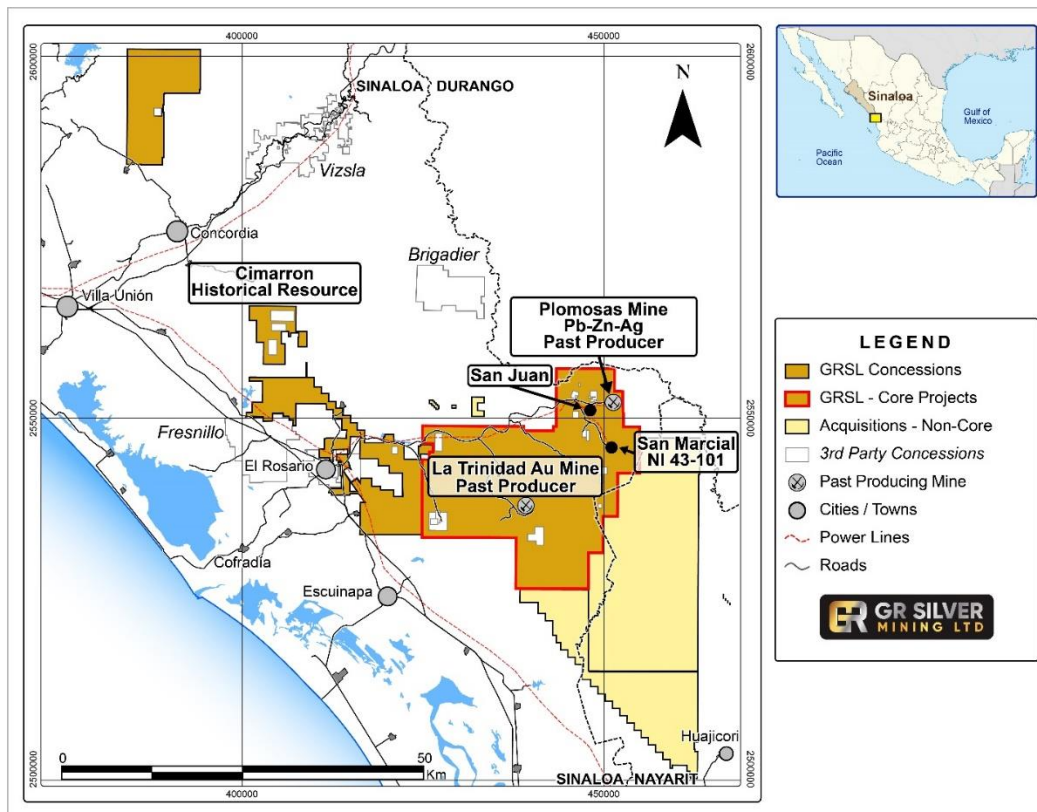 400000
450000
2600000
2600000
N
SINALOA
DURANGO
Vizsla
Concordia
Brigadier
Cimarron
Historical Resource
Villa Unión
Plomosas Mine
Pb-Zn-Ag
Past Producer
San Juan
2550000
2550000
Fresnillo
San Marcial
NI 43-101
El Rosario
La Trinidad Au Mine
Past Producer
Cofradía
Escuinapa
Huajicori
0
50
Km
SINALOA
NAYARIT
2500000
2500000
400000
450000
Sinaloa
Gulf of
Mexico
Pacific
Ocean
LEGEND
GRSL Concessions
GRSL - Core Projects
Acquisitions - Non-Core
3rd Party Concessions
Past Producing Mine
Cities / Towns
Power Lines
Roads
GR
GR SILVER
MINING LTD